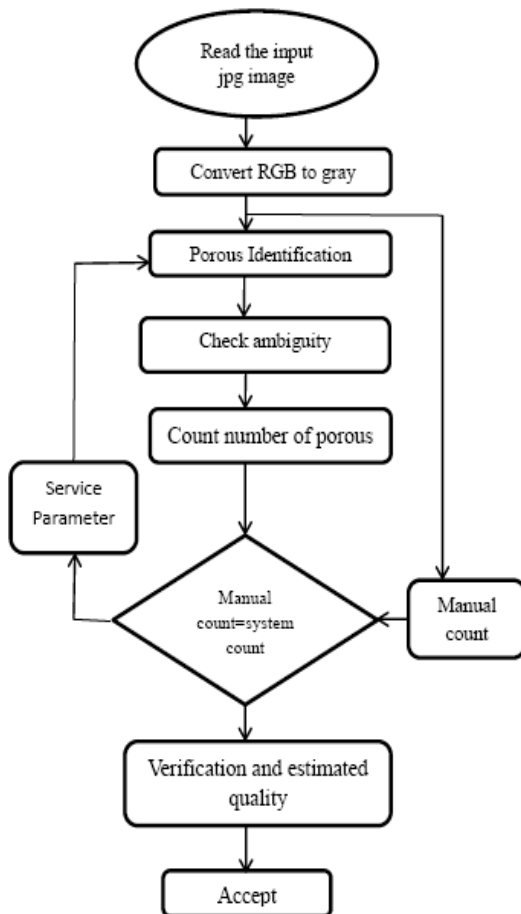 Read the input
jpg image
Convert RGB to gray
Porous Identification
Check ambiguity
Count number of porous
Service
Parameter
Manual
count=system
count
Manual
count
Verification and estimated
quality
Accept